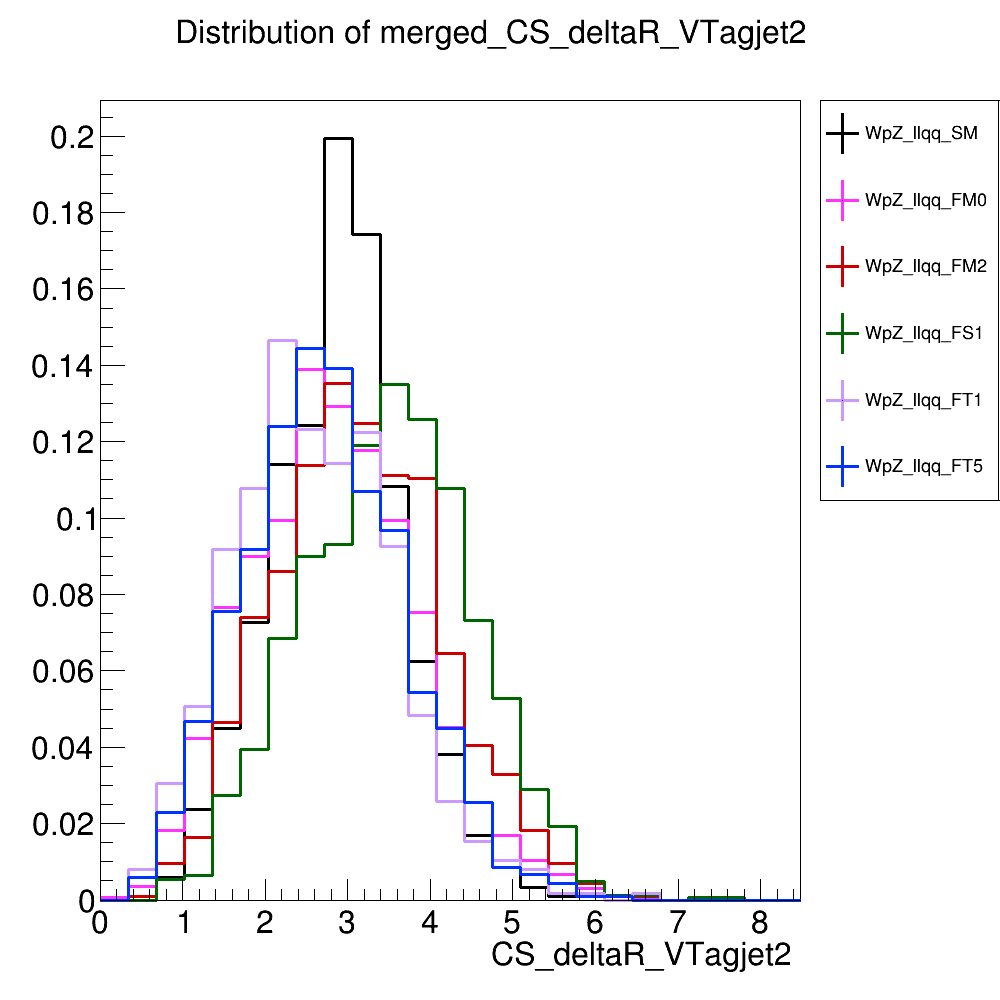 Distribution of merged_CS_deltaR_VTagjet2
0.2
0.18
0.16
0.14
0.12
0.1
0.08
0.06
0.04
0.02
0
0 1 2 3 4 5 6 7 8
CS_deltaR_VTagjet2
WpZ_llqq_SM
WpZ_llqq_FM0
WpZ_llqq_FM2
WpZ_llqq_FS1
WpZ_llqq_FT1
WpZ_llqq_FT5